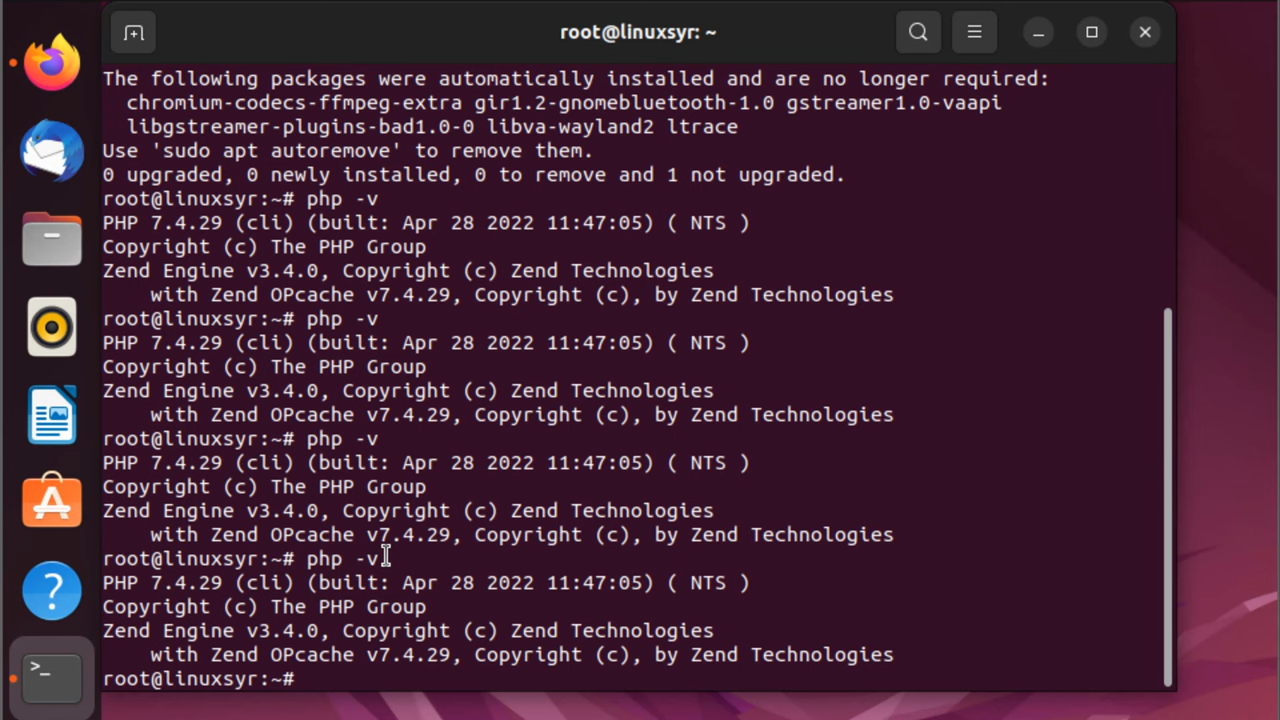 root@linuxsyr: ~
The following packages were automatically installed and are no longer required:
  chromium-codecs-ffmpeg-extra gir1.2-gnomebluetooth-1.0 gstreamer1.0-vaapi
  libgstreamer-plugins-bad1.0-0 libva-wayland2 ltrace
Use 'sudo apt autoremove' to remove them.
0 upgraded, 0 newly installed, 0 to remove and 1 not upgraded.
root@linuxsyr:~# php -v
PHP 7.4.29 (cli) (built: Apr 28 2022 11:47:05) ( NTS )
Copyright (c) The PHP Group
Zend Engine v3.4.0, Copyright (c) Zend Technologies
    with Zend OPcache v7.4.29, Copyright (c), by Zend Technologies
root@linuxsyr:~# php -v
PHP 7.4.29 (cli) (built: Apr 28 2022 11:47:05) ( NTS )
Copyright (c) The PHP Group
Zend Engine v3.4.0, Copyright (c) Zend Technologies
    with Zend OPcache v7.4.29, Copyright (c), by Zend Technologies
root@linuxsyr:~# php -v
PHP 7.4.29 (cli) (built: Apr 28 2022 11:47:05) ( NTS )
Copyright (c) The PHP Group
Zend Engine v3.4.0, Copyright (c) Zend Technologies
    with Zend OPcache v7.4.29, Copyright (c), by Zend Technologies
root@linuxsyr:~# php -v
PHP 7.4.29 (cli) (built: Apr 28 2022 11:47:05) ( NTS )
Copyright (c) The PHP Group
Zend Engine v3.4.0, Copyright (c) Zend Technologies
    with Zend OPcache v7.4.29, Copyright (c), by Zend Technologies
root@linuxsyr:~#